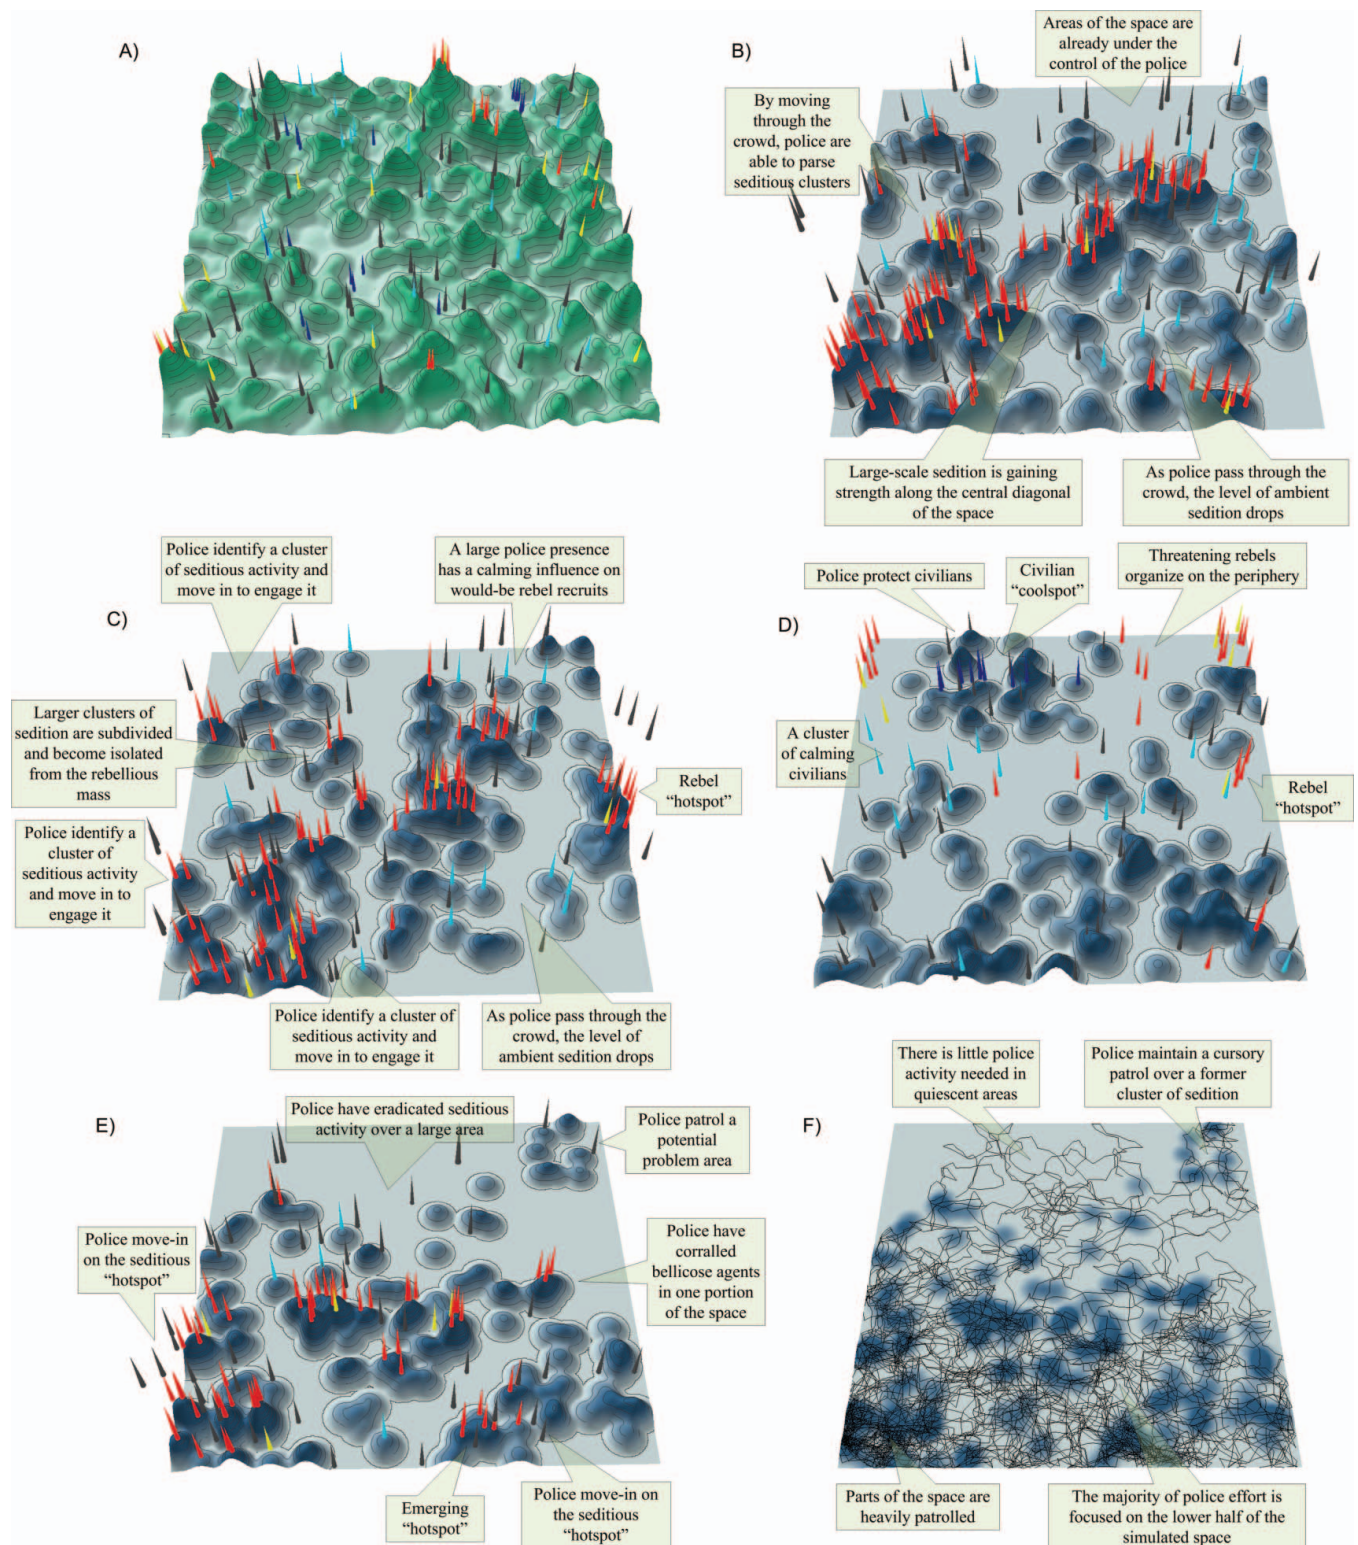 A)
B)
Areas of the space are
already under the
control of the police
By moving
through the
crowd, police are
able to parse
seditious clusters
Large-scale sedition is gaining
strength along the central diagonal
of the space
As police pass through the
crowd, the level of ambient
sedition drops
C)
Police identify a cluster
of seditious activity and
move in to engage it
A large police presence
has a calming influence on
would-be rebel recruits
Larger clusters of
sedition are subdivided
and become isolated
from the rebellious
mass
Rebel
"hotspot"
Police identify a
cluster of
seditious activity
and move in to
engage it
Police identify a cluster of
seditious activity and
move in to engage it
As police pass through the
crowd, the level of
ambient sedition drops
D)
Police protect civilians
Civilian
"coolspot"
Threatening rebels
organize on the periphery
A cluster
of calming
civilians
Rebel
"hotspot"
E)
Police have eradicated seditious
activity over a large area
Police patrol a
potential
problem area
Police move-in
on the seditious
"hotspot"
Police have
corralled
bellicose agents
in one portion
of the space
Emerging
"hotspot"
Police move-in on
the seditious
"hotspot"
F)
There is little police
activity needed in
quiescent areas
Police maintain a cursory
patrol over a former
cluster of sedition
Parts of the space are
heavily patrolled
The majority of police effort is
focused on the lower half of the
simulated space